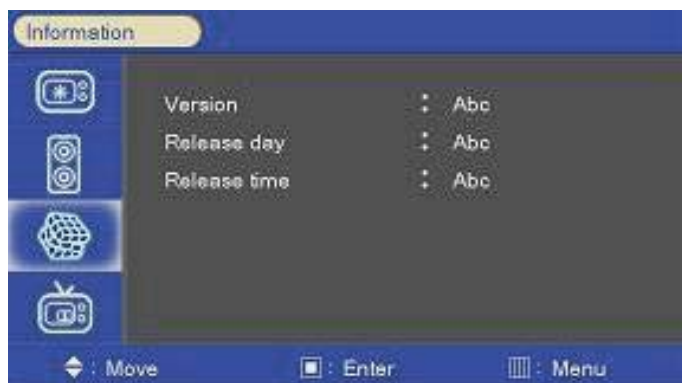 Information
Version : Abc
Release day : Abc
Release time : Abc
: Move : Enter : Menu